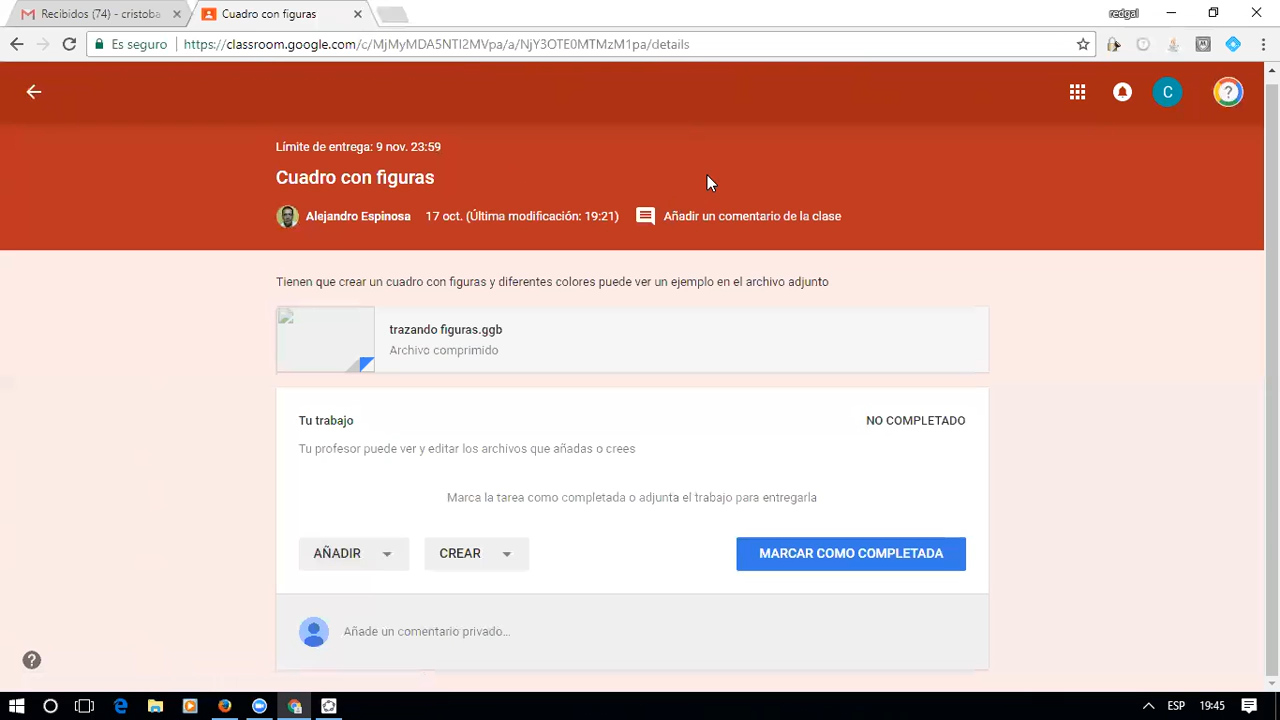 Recibidos (74) - cristoba
Cuadro con figuras
redgal
Es seguro
https://classroom.google.com/c/MjMyMDA5NTI2MVpa/a/NjY3OTE0MTMzM1pa/details
C
Límite de entrega: 9 nov. 23:59
Cuadro con figuras
Alejandro Espinosa 17 oct. (Última modificación: 19:21) Añadir un comentario de la clase
Tienen que crear un cuadro con figuras y diferentes colores puede ver un ejemplo en el archivo adjunto
trazando figuras.ggb
Archivo comprimido
Tu trabajo NO COMPLETADO
Tu profesor puede ver y editar los archivos que añadas o crees
Marca la tarea como completada o adjunta el trabajo para entregarla
AÑADIR CREAR MARCAR COMO COMPLETADA
Añade un comentario privado...
ESP 19:45